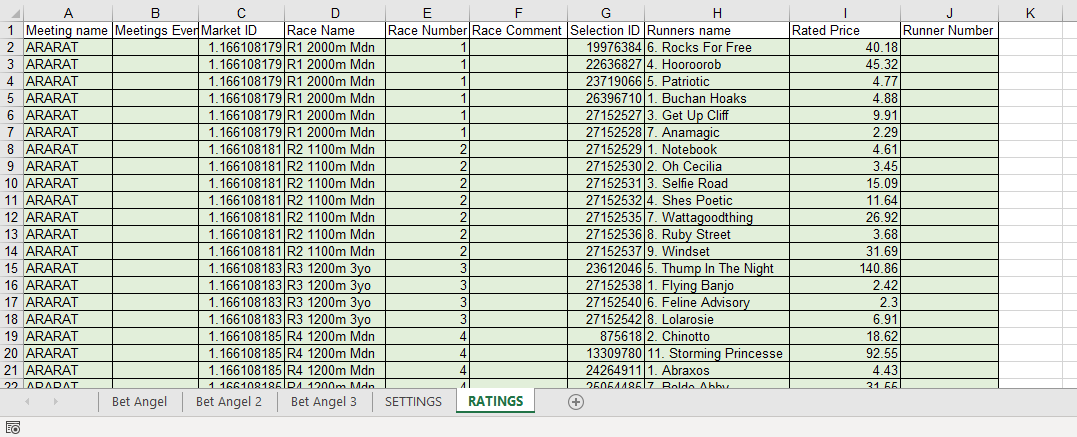 A B C D E F G H I J K
1 Meeting name Meetings Even Market ID Race Name Race Number Race Comment Selection ID Runners name Rated Price Runner Number
2 ARARAT 1.166108179 R1 2000m Mdn 1 19976384 6. Rocks For Free 40.18
3 ARARAT 1.166108179 R1 2000m Mdn 1 22636827 4. Hooroorob 45.32
4 ARARAT 1.166108179 R1 2000m Mdn 1 23719066 5. Patriotic 4.77
5 ARARAT 1.166108179 R1 2000m Mdn 1 26396710 1. Buchan Hoaks 4.88
6 ARARAT 1.166108179 R1 2000m Mdn 1 27152527 3. Get Up Cliff 9.91
7 ARARAT 1.166108179 R1 2000m Mdn 1 27152528 7. Anamagic 2.29
8 ARARAT 1.166108181 R2 1100m Mdn 2 27152529 1. Notebook 4.61
9 ARARAT 1.166108181 R2 1100m Mdn 2 27152530 2. Oh Cecilia 3.45
10 ARARAT 1.166108181 R2 1100m Mdn 2 27152531 3. Selfie Road 15.09
11 ARARAT 1.166108181 R2 1100m Mdn 2 27152532 4. Shes Poetic 11.64
12 ARARAT 1.166108181 R2 1100m Mdn 2 27152535 7. Wattagoodthing 26.92
13 ARARAT 1.166108181 R2 1100m Mdn 2 27152536 8. Ruby Street 3.68
14 ARARAT 1.166108181 R2 1100m Mdn 2 27152537 9. Windset 31.69
15 ARARAT 1.166108183 R3 1200m 3yo 3 23612046 5. Thump In The Night 140.86
16 ARARAT 1.166108183 R3 1200m 3yo 3 27152538 1. Flying Banjo 2.42
17 ARARAT 1.166108183 R3 1200m 3yo 3 27152540 6. Feline Advisory 2.3
18 ARARAT 1.166108183 R3 1200m 3yo 3 27152542 8. Lolarosie 6.91
19 ARARAT 1.166108185 R4 1200m Mdn 4 875618 2. Chinotto 18.62
20 ARARAT 1.166108185 R4 1200m Mdn 4 13309780 11. Storming Princesse 92.55
21 ARARAT 1.166108185 R4 1200m Mdn 4 24264911 1. Abraxos 4.43
22 ARARAT 1.166108185 R4 1200m Mdn 4
Bet Angel Bet Angel 2 Bet Angel 3 SETTINGS RATINGS